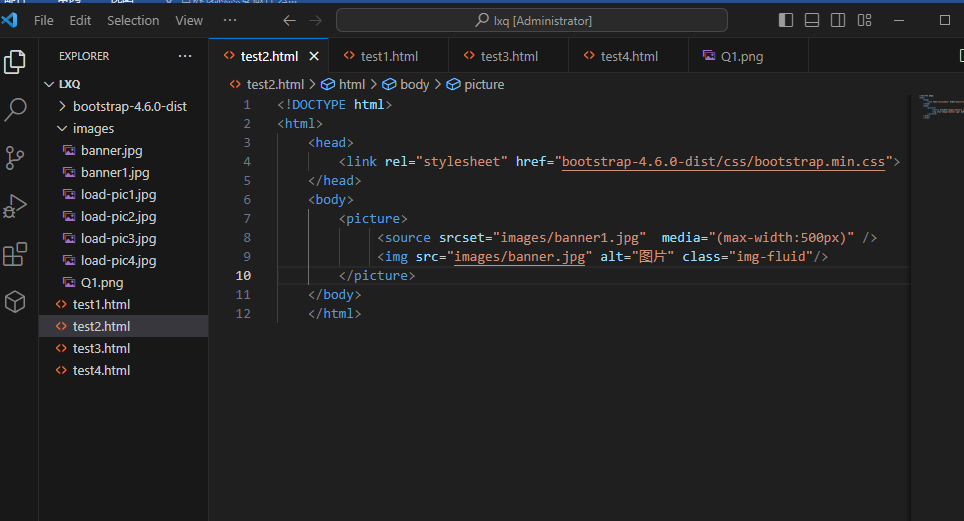 File Edit Selection View ··· lxq [Administrator]
EXPLORER ···
test2.html test1.html test3.html test4.html Q1.png
LXQ
bootstrap-4.6.0-dist
images
banner.jpg
banner1.jpg
load-pic1.jpg
load-pic2.jpg
load-pic3.jpg
load-pic4.jpg
Q1.png
test1.html
test2.html
test3.html
test4.html
test2.html > html > body > picture
1 <!DOCTYPE html>
2 <html>
3 <head>
4 <link rel="stylesheet" href="bootstrap-4.6.0-dist/css/bootstrap.min.css">
5 </head>
6 <body>
7 <picture>
8 <source srcset="images/banner1.jpg"  media="(max-width:500px)" />
9 <img src="images/banner.jpg" alt="图片" class="img-fluid"/>
10 </picture>
11 </body>
12 </html>